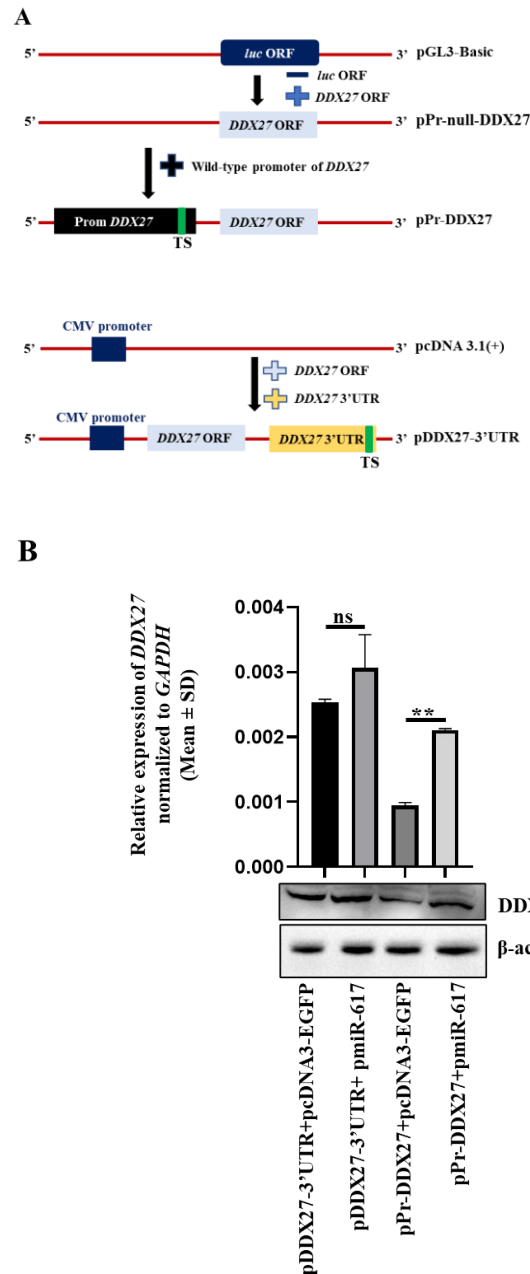 A
5’ luc ORF 3’ pGL3-Basic
luc ORF
DDX27 ORF
5’ DDX27 ORF 3’ pPr-null-DDX27
Wild-type promoter of DDX27
5’ Prom DDX27 DDX27 ORF 3’ pPr-DDX27
TS
CMV promoter
5’ 3’ pcDNA 3.1(+)
DDX27 ORF
DDX27 3’UTR
CMV promoter
5’ DDX27 ORF DDX27 3’UTR 3’ pDDX27-3’UTR
TS
B
Relative expression of DDX27
normalized to GAPDH
(Mean ± SD)
0.004
0.003
0.002
0.001
0.000
ns
**
DDX
β-ac
pDDX27-3’UTR+pcDNA3-EGFP
pDDX27-3’UTR+ pmiR-617
pPr-DDX27+pcDNA3-EGFP
pPr-DDX27+pmiR-617